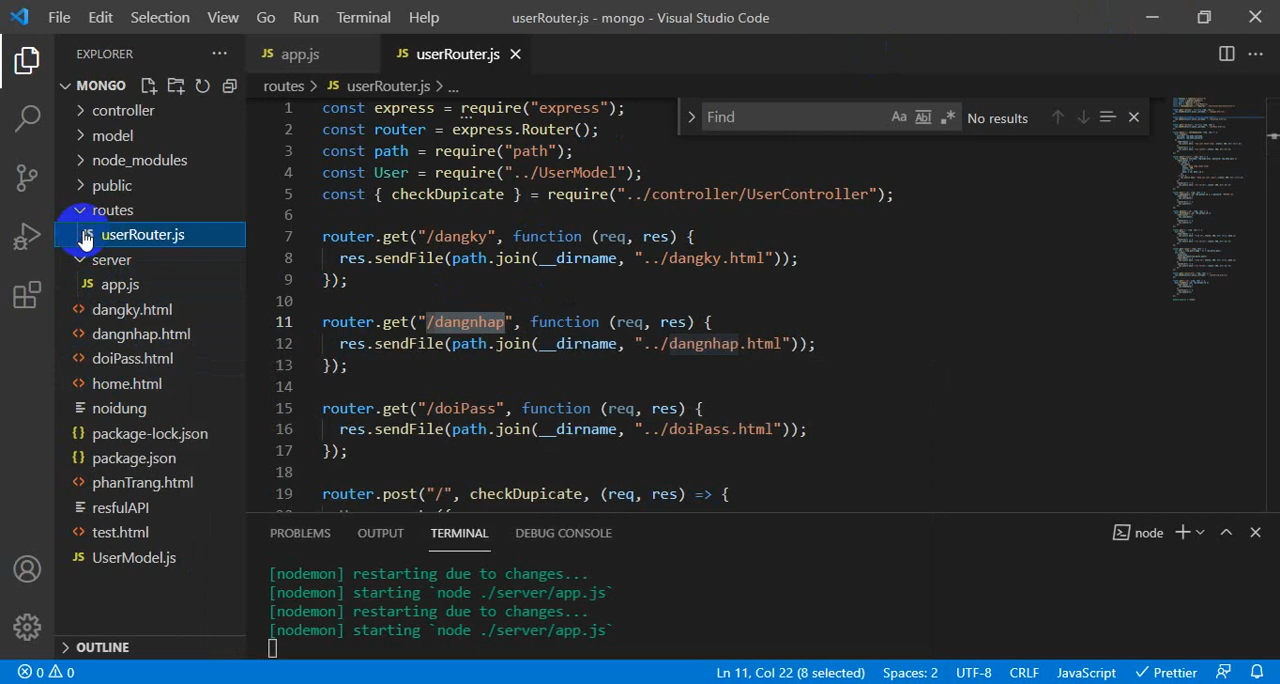 File Edit Selection View Go Run Terminal Help userRouter.js - mongo - Visual Studio Code
EXPLORER
MONGO
controller
model
node_modules
public
routes
userRouter.js
server
app.js
dangky.html
dangnhap.html
doiPass.html
home.html
noidung
package-lock.json
package.json
phanTrang.html
resfulAPI
test.html
UserModel.js
OUTLINE
JS app.js JS userRouter.js
routes > JS userRouter.js > ...
Find Aa Ab .* No results
1 const express = require("express");
2 const router = express.Router();
3 const path = require("path");
4 const User = require("../UserModel");
5 const { checkDupicate } = require("../controller/UserController");
6
7 router.get("/dangky", function (req, res) {
8 res.sendFile(path.join(__dirname, "../dangky.html"));
9 });
10
11 router.get("/dangnhap", function (req, res) {
12 res.sendFile(path.join(__dirname, "../dangnhap.html"));
13 });
14
15 router.get("/doiPass", function (req, res) {
16 res.sendFile(path.join(__dirname, "../doiPass.html"));
17 });
18
19 router.post("/", checkDupicate, (req, res) => {
PROBLEMS OUTPUT TERMINAL DEBUG CONSOLE node
[nodemon] restarting due to changes...
[nodemon] starting `node ./server/app.js`
[nodemon] restarting due to changes...
[nodemon] starting `node ./server/app.js`
0 0 Ln 11, Col 22 (8 selected) Spaces: 2 UTF-8 CRLF JavaScript Prettier